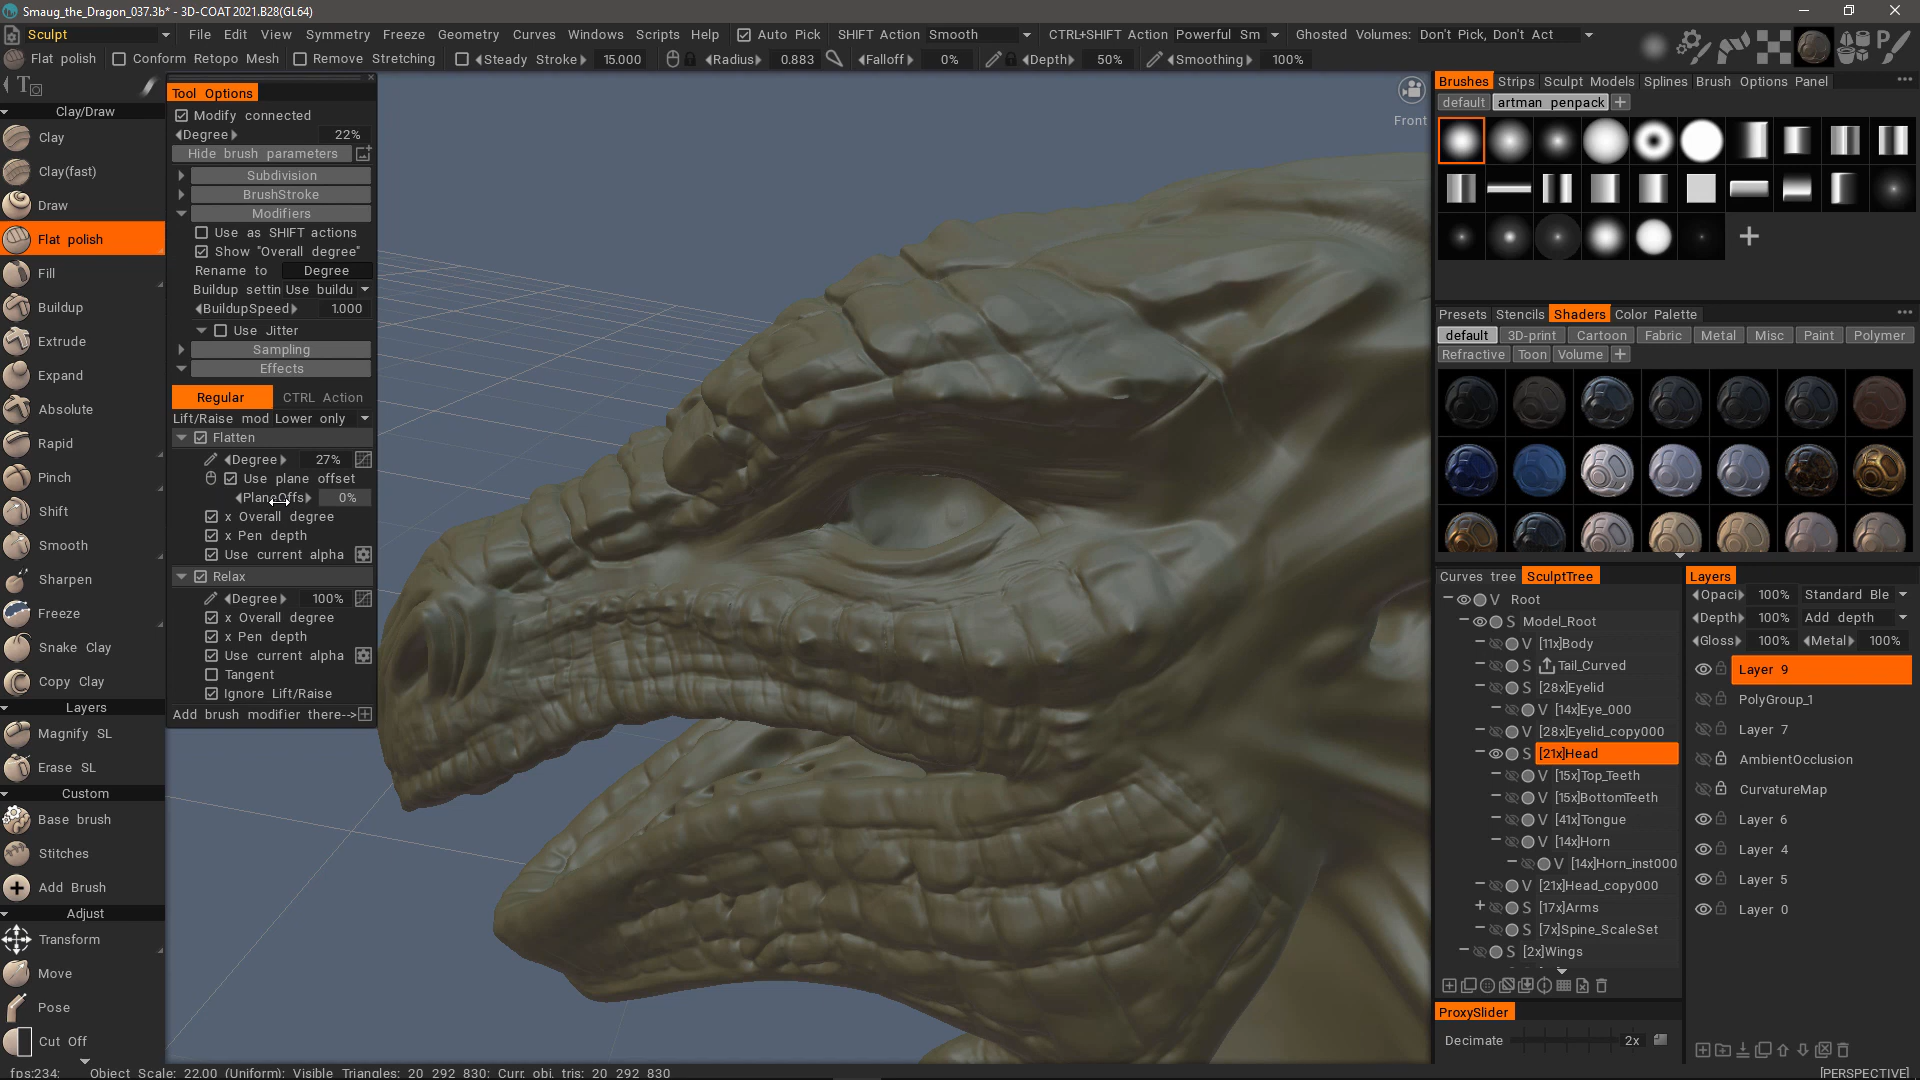 Smaug_the_Dragon_037.3b* - 3D-COAT 2021.B28(GL64)
Sculpt File Edit View Symmetry Freeze Geometry Curves Windows Scripts Help Auto Pick SHIFT Action Smooth CTRL+SHIFT Action Powerful Sm Ghosted Volumes: Don't Pick, Don't Act
Flat polish Conform Retopo Mesh Remove Stretching Steady Stroke 15.000 Radius 0.883 Falloff 0% Depth 50% Smoothing 100%
T
Clay/Draw
Clay
Clay(fast)
Draw
Flat polish
Fill
Buildup
Extrude
Expand
Absolute
Rapid
Pinch
Shift
Smooth
Sharpen
Freeze
Snake Clay
Copy Clay
Layers
Magnify SL
Erase SL
Custom
Base brush
Stitches
Add Brush
Adjust
Transform
Move
Pose
Cut Off
Tool Options
Modify connected
Degree 22%
Hide brush parameters
Subdivision
BrushStroke
Modifiers
Use as SHIFT actions
Show "Overall degree"
Rename to Degree
Buildup settin Use buildu
BuildupSpeed 1.000
Use Jitter
Sampling
Effects
Regular CTRL Action
Lift/Raise mod Lower only
Flatten
Degree 27%
Use plane offset
PlaneOffs 0%
x Overall degree
x Pen depth
Use current alpha
Relax
Degree 100%
x Overall degree
x Pen depth
Use current alpha
Tangent
Ignore Lift/Raise
Add brush modifier there-->
Front
Brushes Strips Sculpt Models Splines Brush Options Panel
default artman penpack
Presets Stencils Shaders Color Palette
default 3D-print Cartoon Fabric Metal Misc Paint Polymer
Refractive Toon Volume
Curves tree SculptTree
V Root
S Model_Root
V [11x]Body
S Tail_Curved
S [28x]Eyelid
V [14x]Eye_000
V [28x]Eyelid_copy000
S [21x]Head
V [15x]Top_Teeth
V [15x]BottomTeeth
V [41x]Tongue
V [14x]Horn
V [14x]Horn_inst000
V [21x]Head_copy000
S [17x]Arms
S [7x]Spine_ScaleSet
S [2x]Wings
ProxySlider
Decimate 2x
Layers
Opaci 100% Standard Ble
Depth 100% Add depth
Gloss 100% Metal 100%
Layer 9
PolyGroup_1
Layer 7
AmbientOcclusion
CurvatureMap
Layer 6
Layer 4
Layer 5
Layer 0
fps:234; Object Scale: 22.00 (Uniform); Visible Triangles: 20 292 830; Curr. obj. tris: 20 292 830
[PERSPECTIVE]